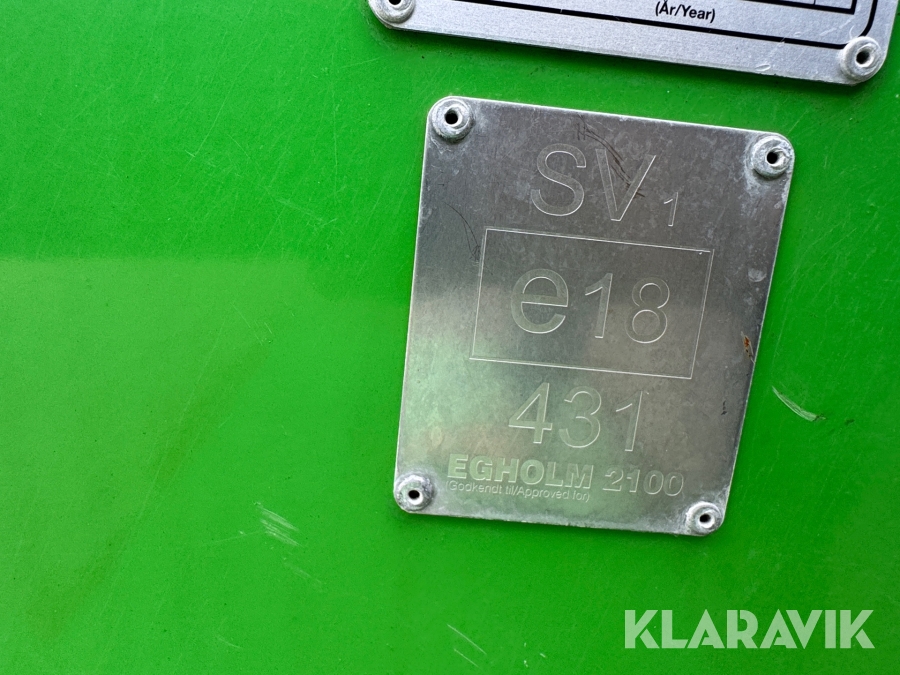 (År/Year)
SV1
e18
431
EGHOLM 2100
(Godkendt til/Approved for)
KLARAVIK